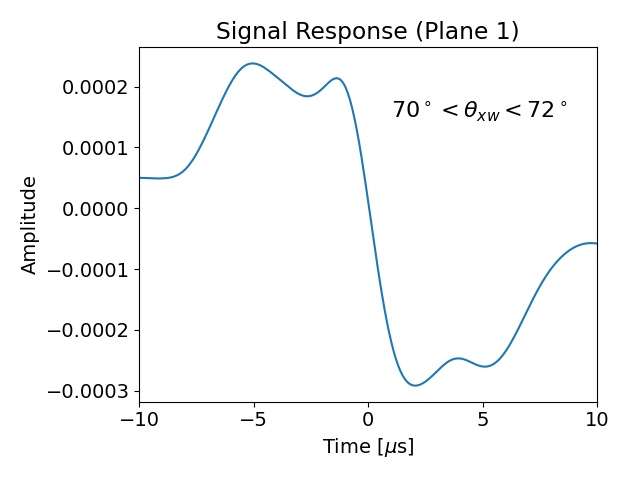 Signal Response (Plane 1)
0.0002
0.0001
0.0000
−0.0001
−0.0002
−0.0003
Amplitude
70° < θxw < 72°
−10
−5
0
5
10
Time [μs]